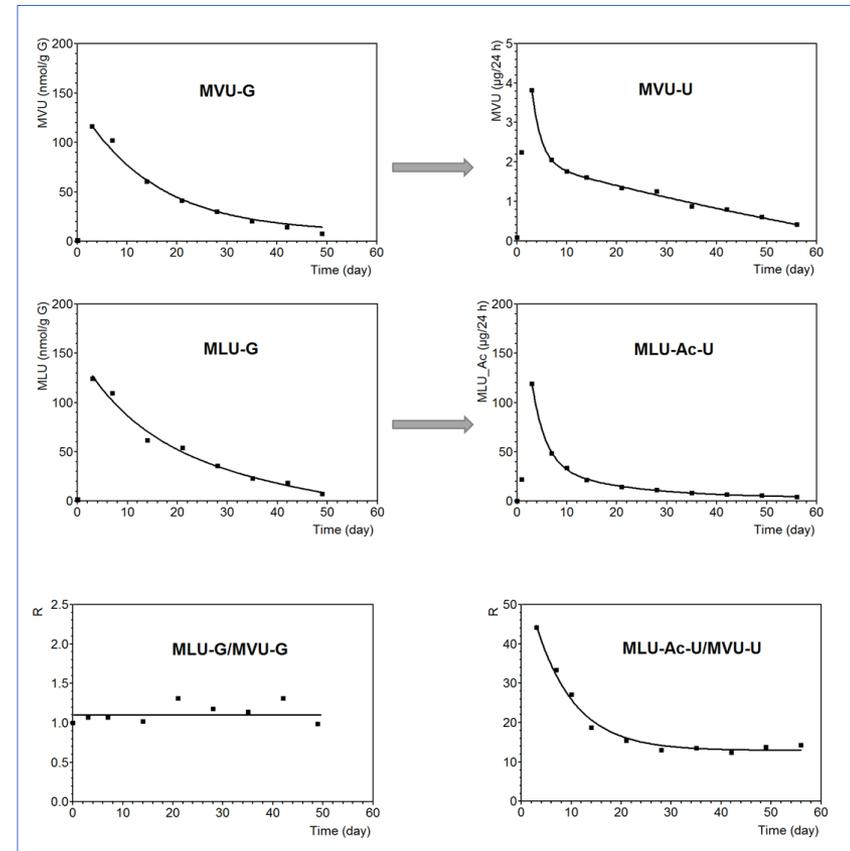 MVU (nmol/g G)
200
150
100
50
0
MVU-G
0 10 20 30 40 50 60
Time (day)
MVU (µg/24 h)
5
4
3
2
1
0
MVU-U
0 10 20 30 40 50 60
Time (day)
MLU (nmol/g G)
200
150
100
50
0
MLU-G
0 10 20 30 40 50 60
Time (day)
MLU_Ac (µg/24 h)
200
150
100
50
0
MLU-Ac-U
0 10 20 30 40 50 60
Time (day)
R
2.5
2.0
1.5
1.0
0.5
0.0
MLU-G/MVU-G
0 10 20 30 40 50 60
Time (day)
R
50
40
30
20
10
0
MLU-Ac-U/MVU-U
0 10 20 30 40 50 60
Time (day)